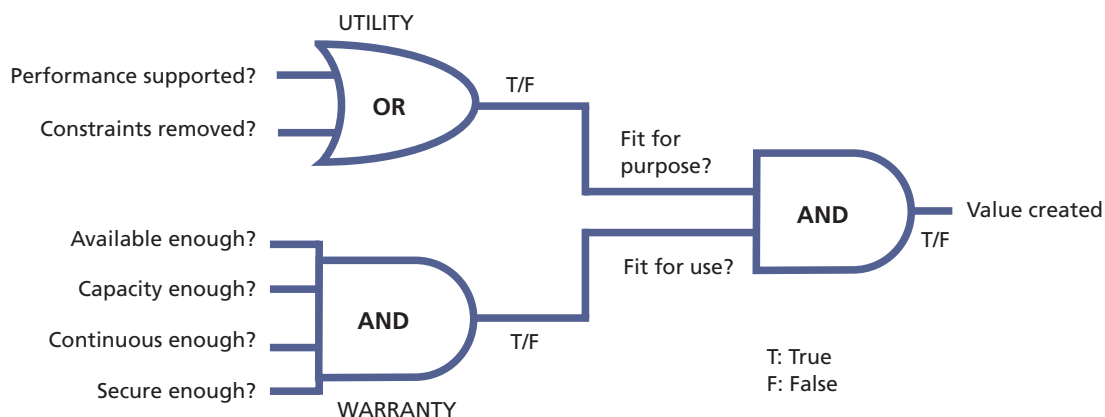 UTILITY
Performance supported?
Constraints removed?
OR
T/F
Fit for
purpose?
AND
Value created
T/F
Available enough?
Capacity enough?
Continuous enough?
Secure enough?
AND
T/F
Fit for use?
WARRANTY
T: True
F: False